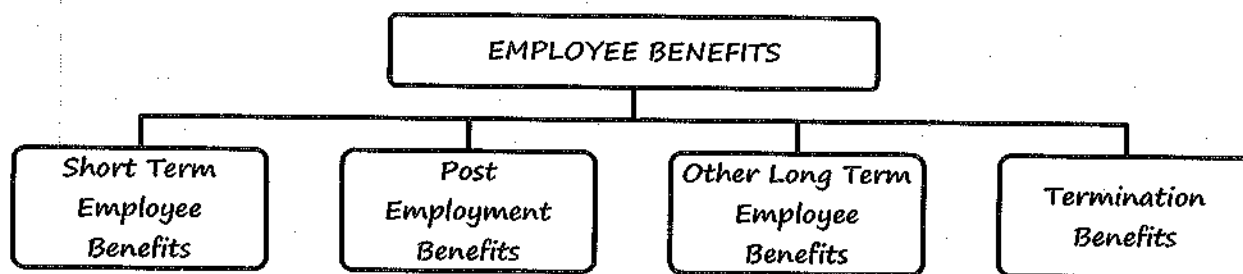 EMPLOYEE BENEFITS
Short Term
Employee
Benefits
Post
Employment
Benefits
Other Long Term
Employee
Benefits
Termination
Benefits